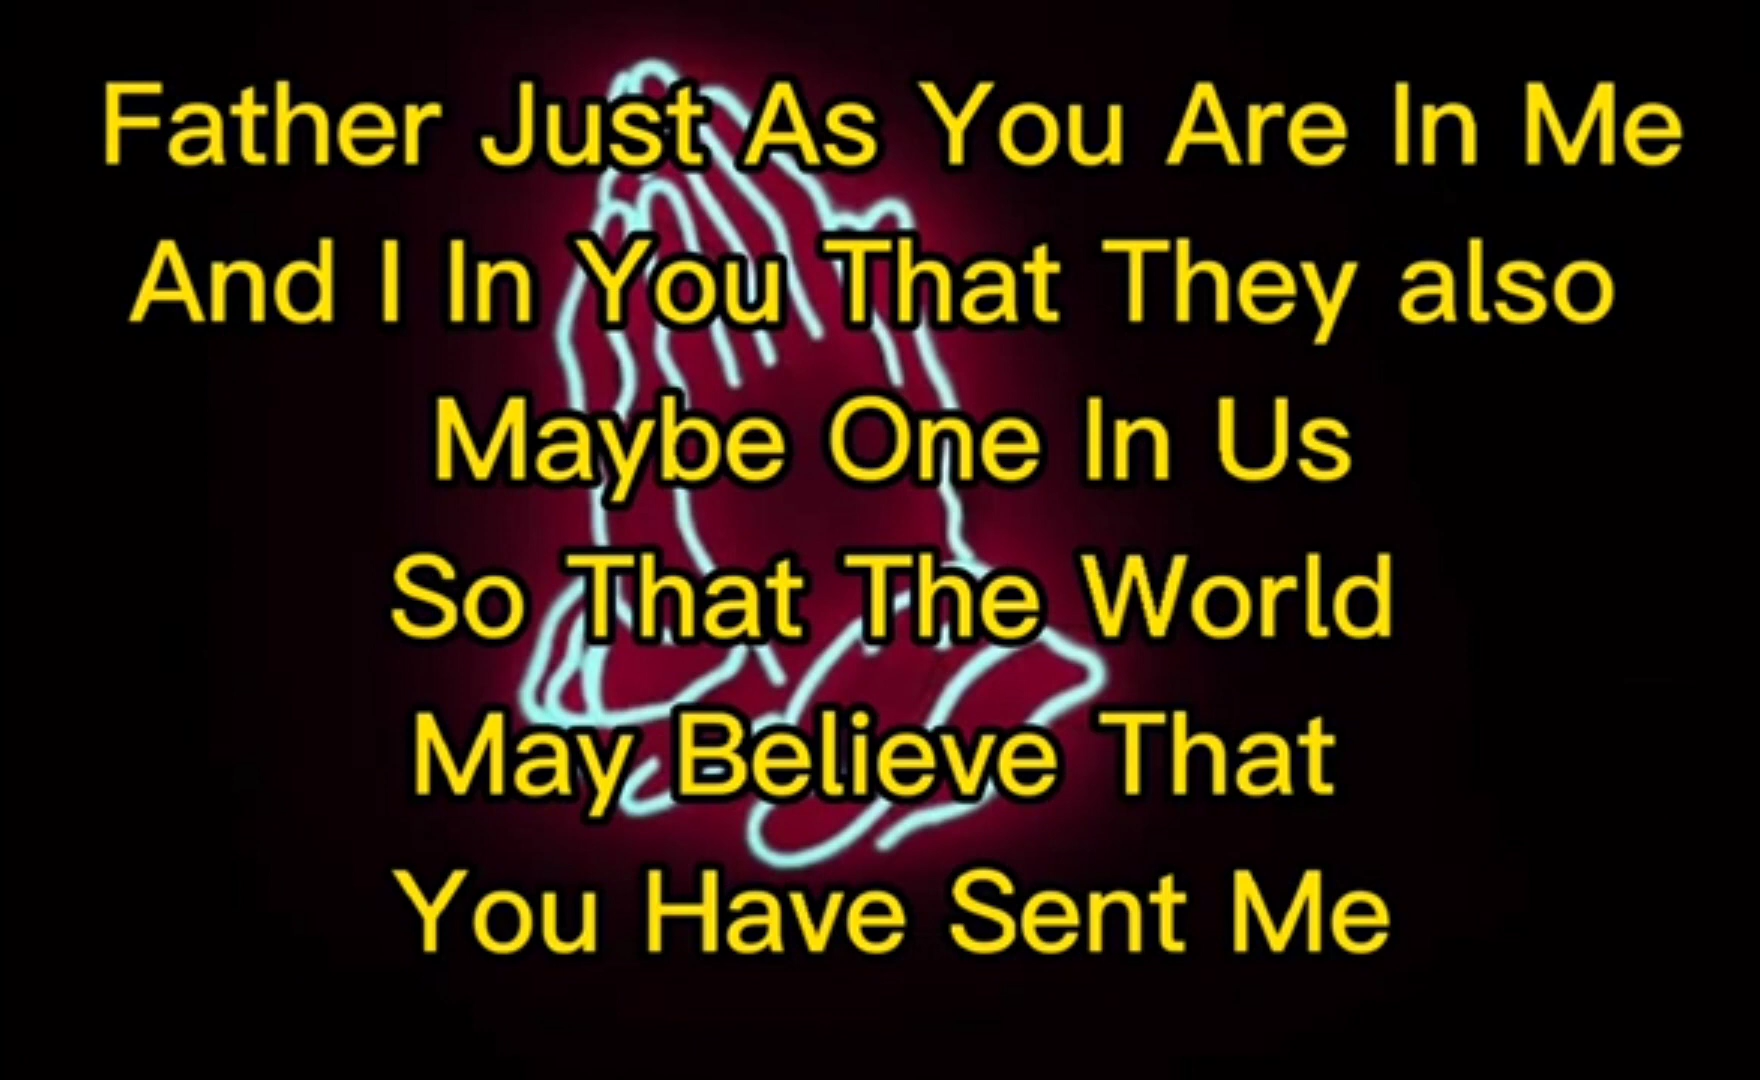 Father Just As You Are In Me
And I In You That They also
Maybe One In Us
So That The World
May Believe That
You Have Sent Me